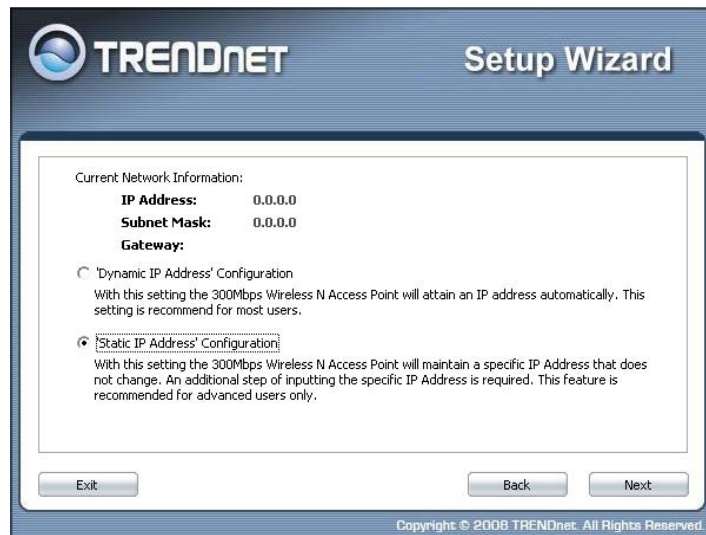 TRENDNET
Setup Wizard
Current Network Information:
IP Address: 0.0.0.0
Subnet Mask: 0.0.0.0
Gateway:
'Dynamic IP Address' Configuration
With this setting the 300Mbps Wireless N Access Point will attain an IP address automatically. This
setting is recommend for most users.
'Static IP Address' Configuration
With this setting the 300Mbps Wireless N Access Point will maintain a specific IP Address that does
not change. An additional step of inputting the specific IP Address is required. This feature is
recommended for advanced users only.
Exit
Back
Next
Copyright © 2008 TRENDnet. All Rights Reserved.